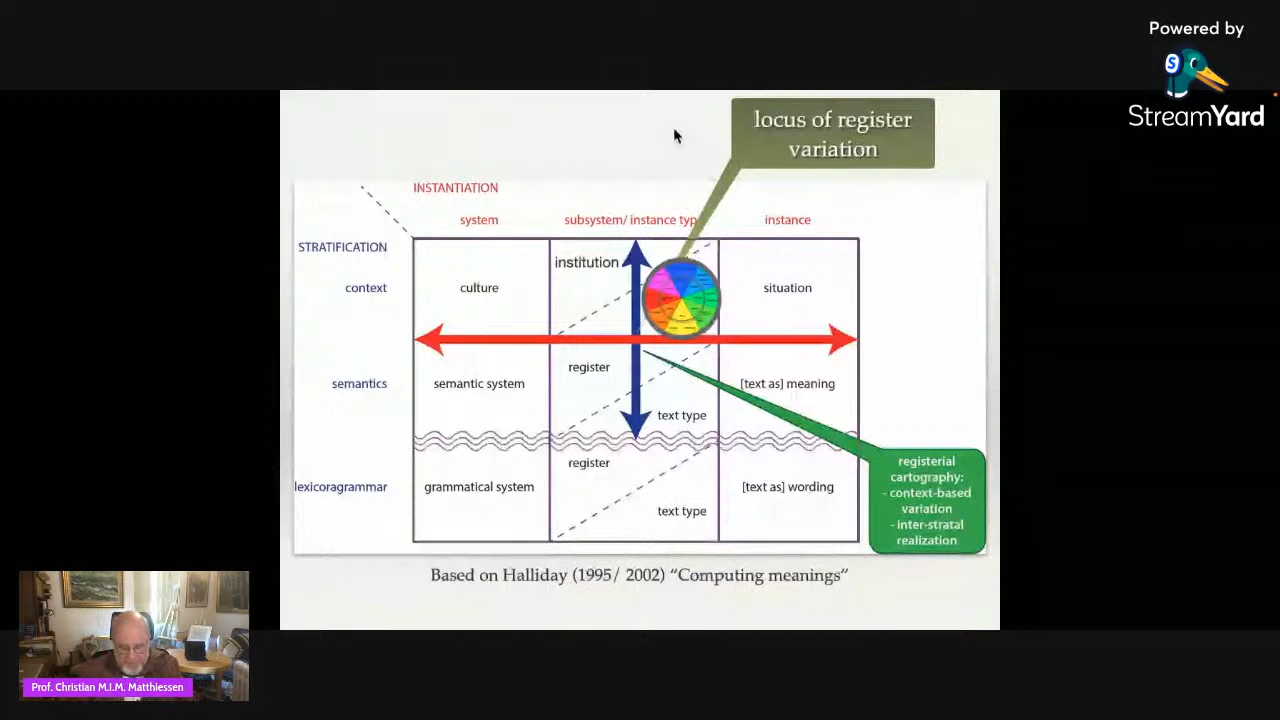 Powered by
S
StreamYard
locus of register
variation
INSTANTIATION
system
subsystem/ instance typ
instance
STRATIFICATION
institution
context
culture
situation
register
semantics
semantic system
[text as] meaning
text type
register
registerial
cartography:
- context-based
variation
- inter-stratal
realization
lexicoragrammar
grammatical system
[text as] wording
text type
Based on Halliday (1995/ 2002) “Computing meanings”
Prof. Christian M.I.M. Matthiessen